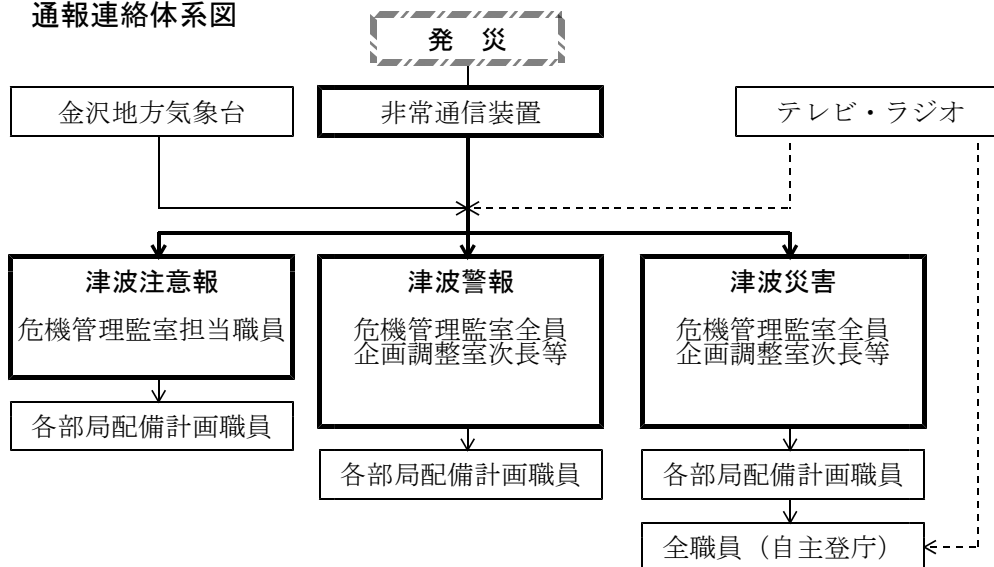 通報連絡体系図
発　災
金沢地方気象台
非常通信装置
テレビ・ラジオ
津波注意報
危機管理監室担当職員
各部局配備計画職員
津波警報
危機管理監室全員
企画調整室次長等
各部局配備計画職員
津波災害
危機管理監室全員
企画調整室次長等
各部局配備計画職員
全職員（自主登庁）